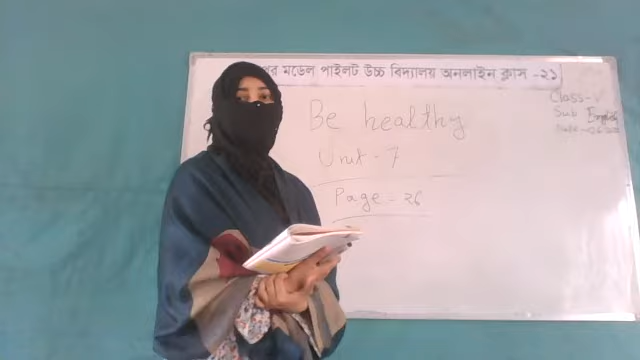 মডেল পাইলট উচ্চ বিদ্যালয় অনলাইন ক্লাস -২১
Class-V
Sub English
Be healthy
Unit - 7
Page - 26